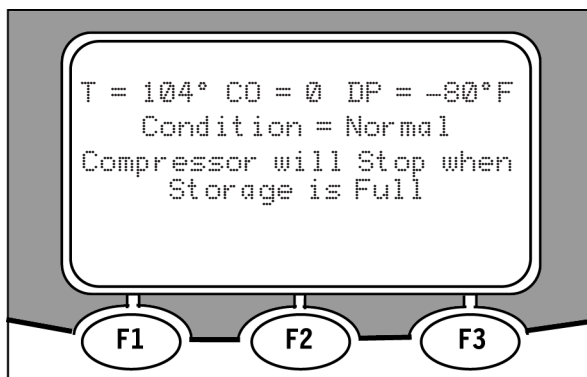 T = 104° CO = 0 DP = -80°F
Condition = Normal
Compressor will Stop when
Storage is Full
F1 F2 F3